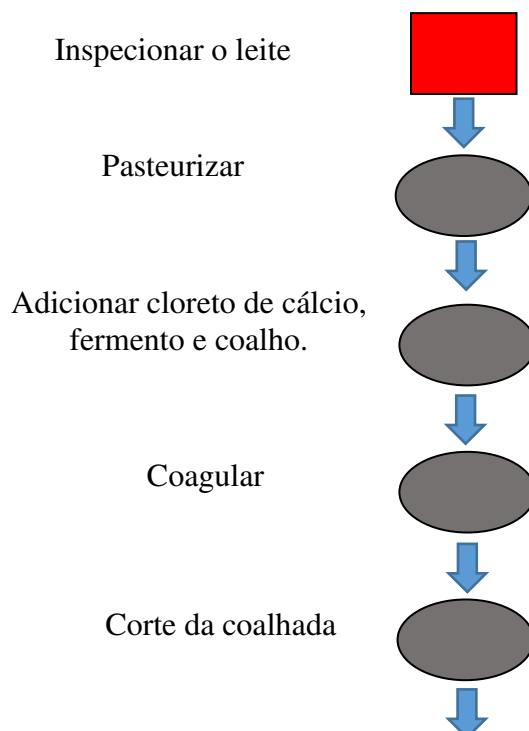 Inspecionar o leite
Pasteurizar
Adicionar cloreto de cálcio,
fermento e coalho.
Coagular
Corte da coalhada